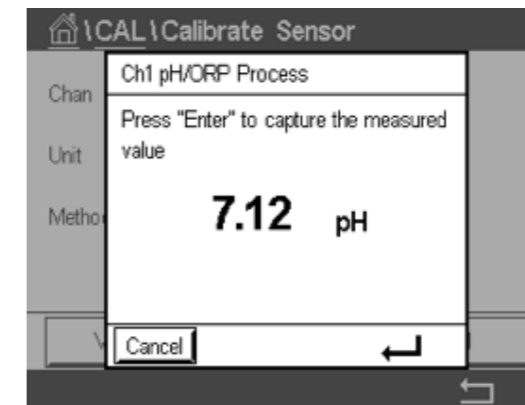 \CAL\Calibrate Sensor
Ch1 pH/ORP Process
Chan
Press "Enter" to capture the measured
Unit
value
7.12 pH
Cancel